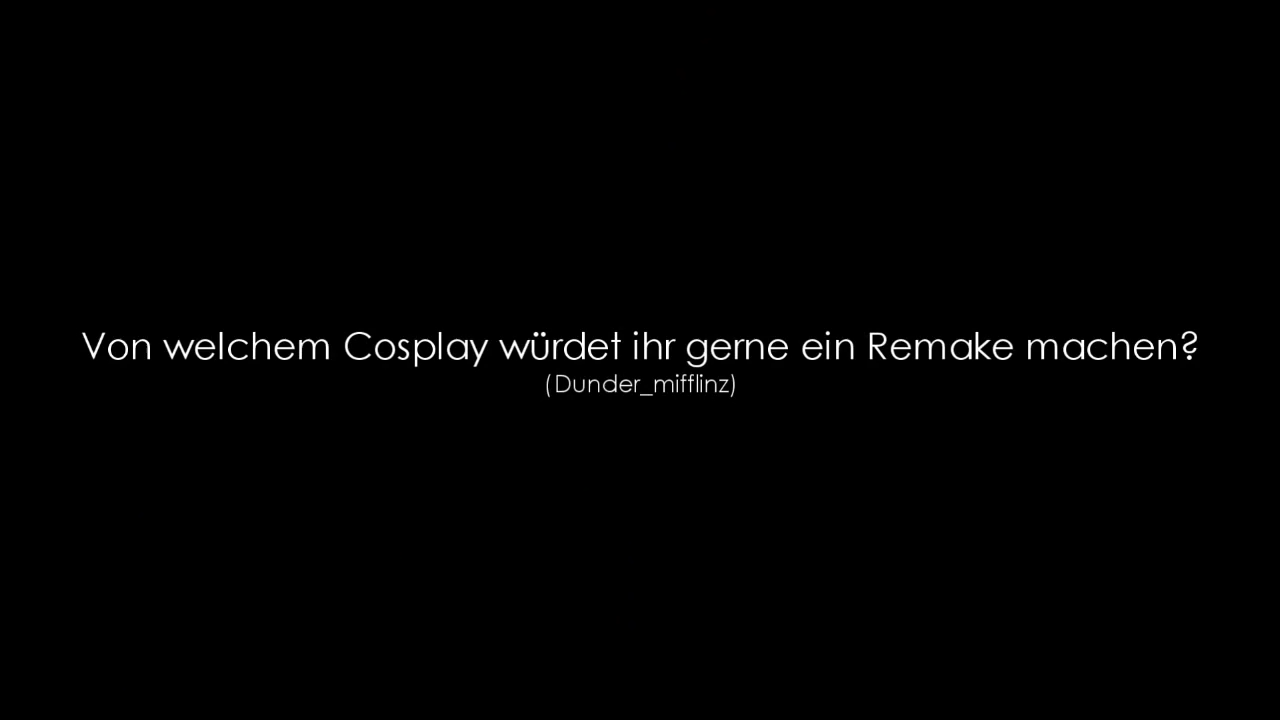 Von welchem Cosplay würdet ihr gerne ein Remake machen?
(Dunder_mifflinz)